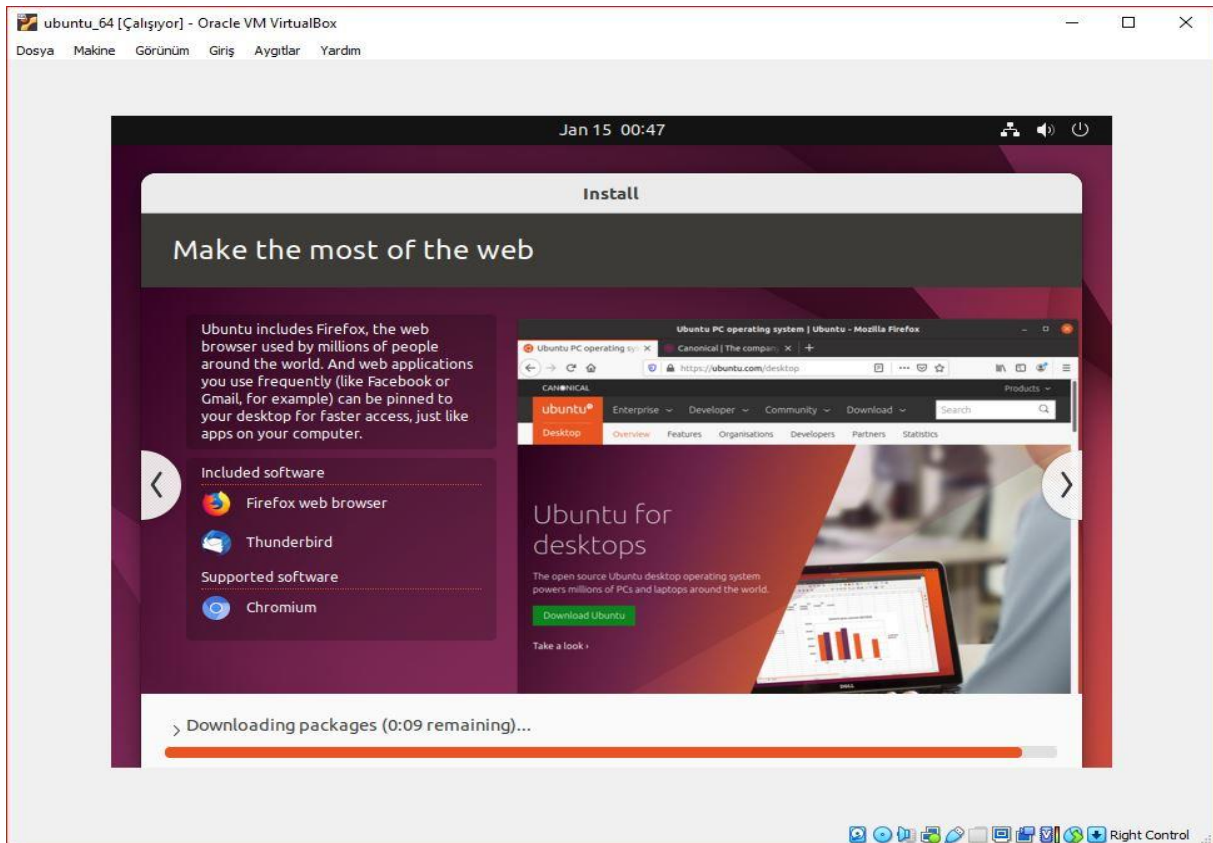 ubuntu_64 [Çalışıyor] - Oracle VM VirtualBox
Dosya Makine Görünüm Giriş Aygıtlar Yardım
Jan 15 00:47
Install
Make the most of the web
Ubuntu includes Firefox, the web
browser used by millions of people
around the world. And web applications
you use frequently (like Facebook or
Gmail, for example) can be pinned to
your desktop for faster access, just like
apps on your computer.
Included software
Firefox web browser
Thunderbird
Supported software
Chromium
Ubuntu PC operating system | Ubuntu - Mozilla Firefox
Ubuntu PC operating sy
Canonical | The company
https://ubuntu.com/desktop
CANONICAL
Products
ubuntu Enterprise Developer Community Download Search
Desktop Overview Features Organisations Developers Partners Statistics
Ubuntu for
desktops
The open source Ubuntu desktop operating system
powers millions of PCs and laptops around the world.
Download Ubuntu
Take a look ›
DELL
Downloading packages (0:09 remaining)...
Right Control